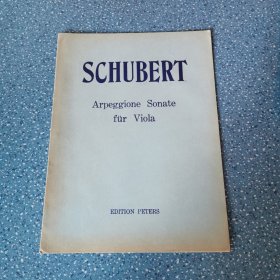 SCHUBERT
Arpeggione Sonate
für Viola
EDITION PETERS